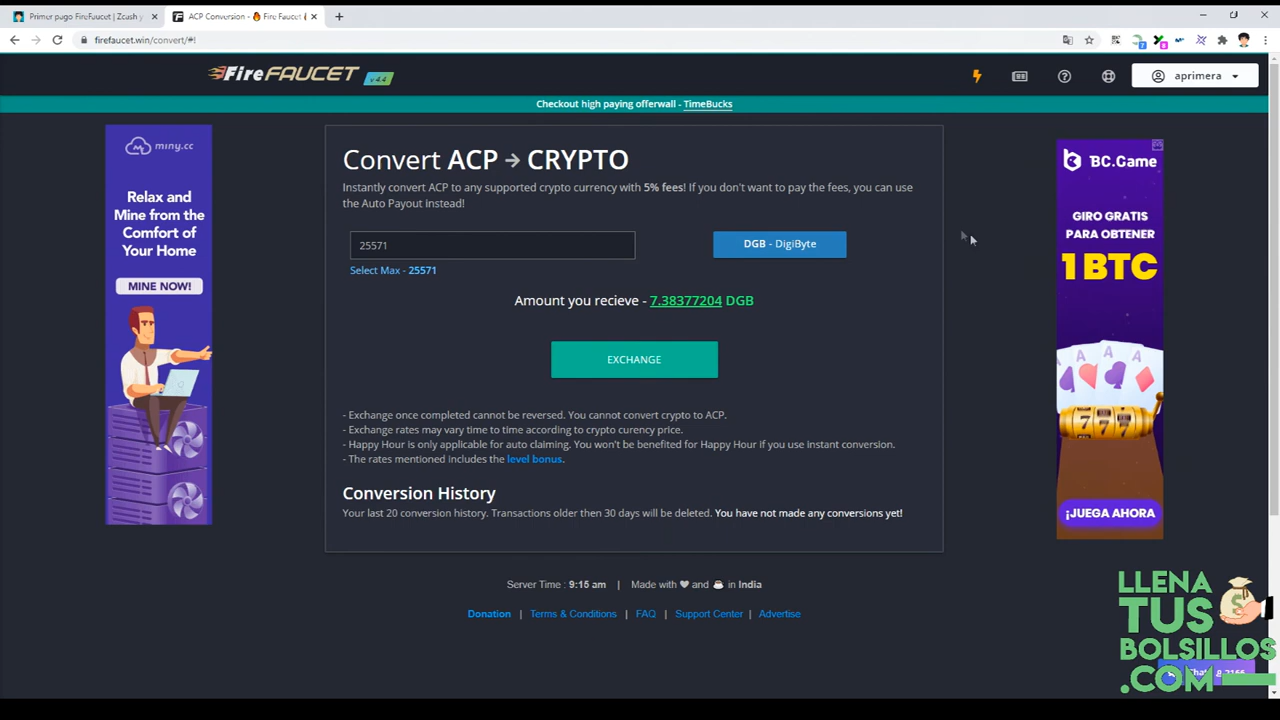 Primer pago FireFaucet | Zcash y
ACP Conversion - 🔥 Fire Faucet
firefaucet.win/convert/#!
7
8
Fire FAUCET v 4.4
aprimera
Checkout high paying offerwall - TimeBucks
miny.cc
Relax and
Mine from the
Comfort of
Your Home
MINE NOW!
Convert ACP → CRYPTO
Instantly convert ACP to any supported crypto currency with 5% fees! If you don't want to pay the fees, you can use
the Auto Payout instead!
25571
DGB - DigiByte
Select Max - 25571
Amount you recieve - 7.38377204 DGB
EXCHANGE
- Exchange once completed cannot be reversed. You cannot convert crypto to ACP.
- Exchange rates may vary time to time according to crypto curency price.
- Happy Hour is only applicable for auto claiming. You won't be benefited for Happy Hour if you use instant conversion.
- The rates mentioned includes the level bonus.
Conversion History
Your last 20 conversion history. Transactions older then 30 days will be deleted. You have not made any conversions yet!
BC.GAME
GIRO GRATIS
PARA OBTENER
1 BTC
777
¡JUEGA AHORA
Server Time : 9:15 am | Made with ❤ and ☕ in India
Donation | Terms & Conditions | FAQ | Support Center | Advertise
LLENA
TUS
BOLSILLOS
.COM